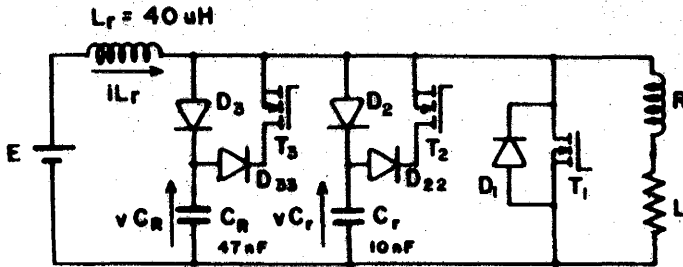 Lr = 40 uH
iLr
E
D3
T3
D33
vCR
CR
47nF
D2
T2
D22
vCr
Cr
10nF
D1
T1
R
L